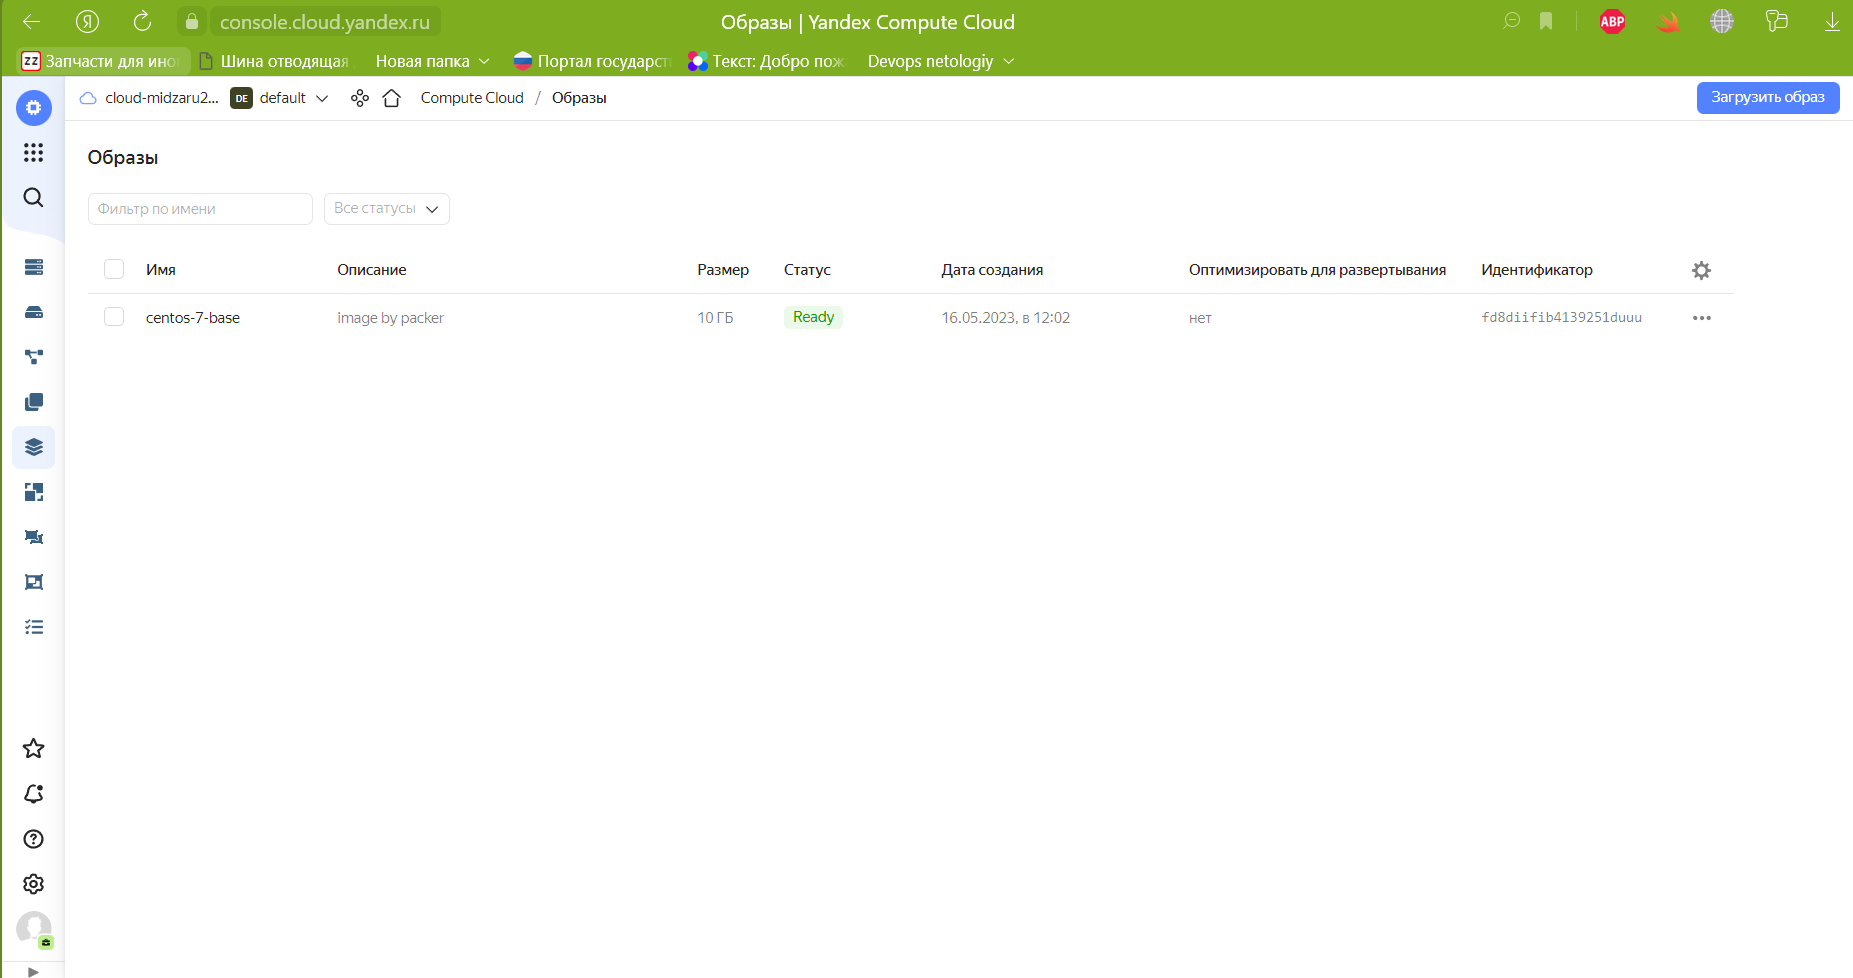 console.cloud.yandex.ru Образы | Yandex Compute Cloud ABP
ZZ Запчасти для ино Шина отводящая Новая папка Портал государст Текст: Добро пож Devops netologiy
cloud-midzaru2... DE default Compute Cloud / Образы Загрузить образ
Образы
Фильтр по имени Все статусы
Имя Описание Размер Статус Дата создания Оптимизировать для развертывания Идентификатор
centos-7-base image by packer 10 ГБ Ready 16.05.2023, в 12:02 нет fd8diifib4139251duuu